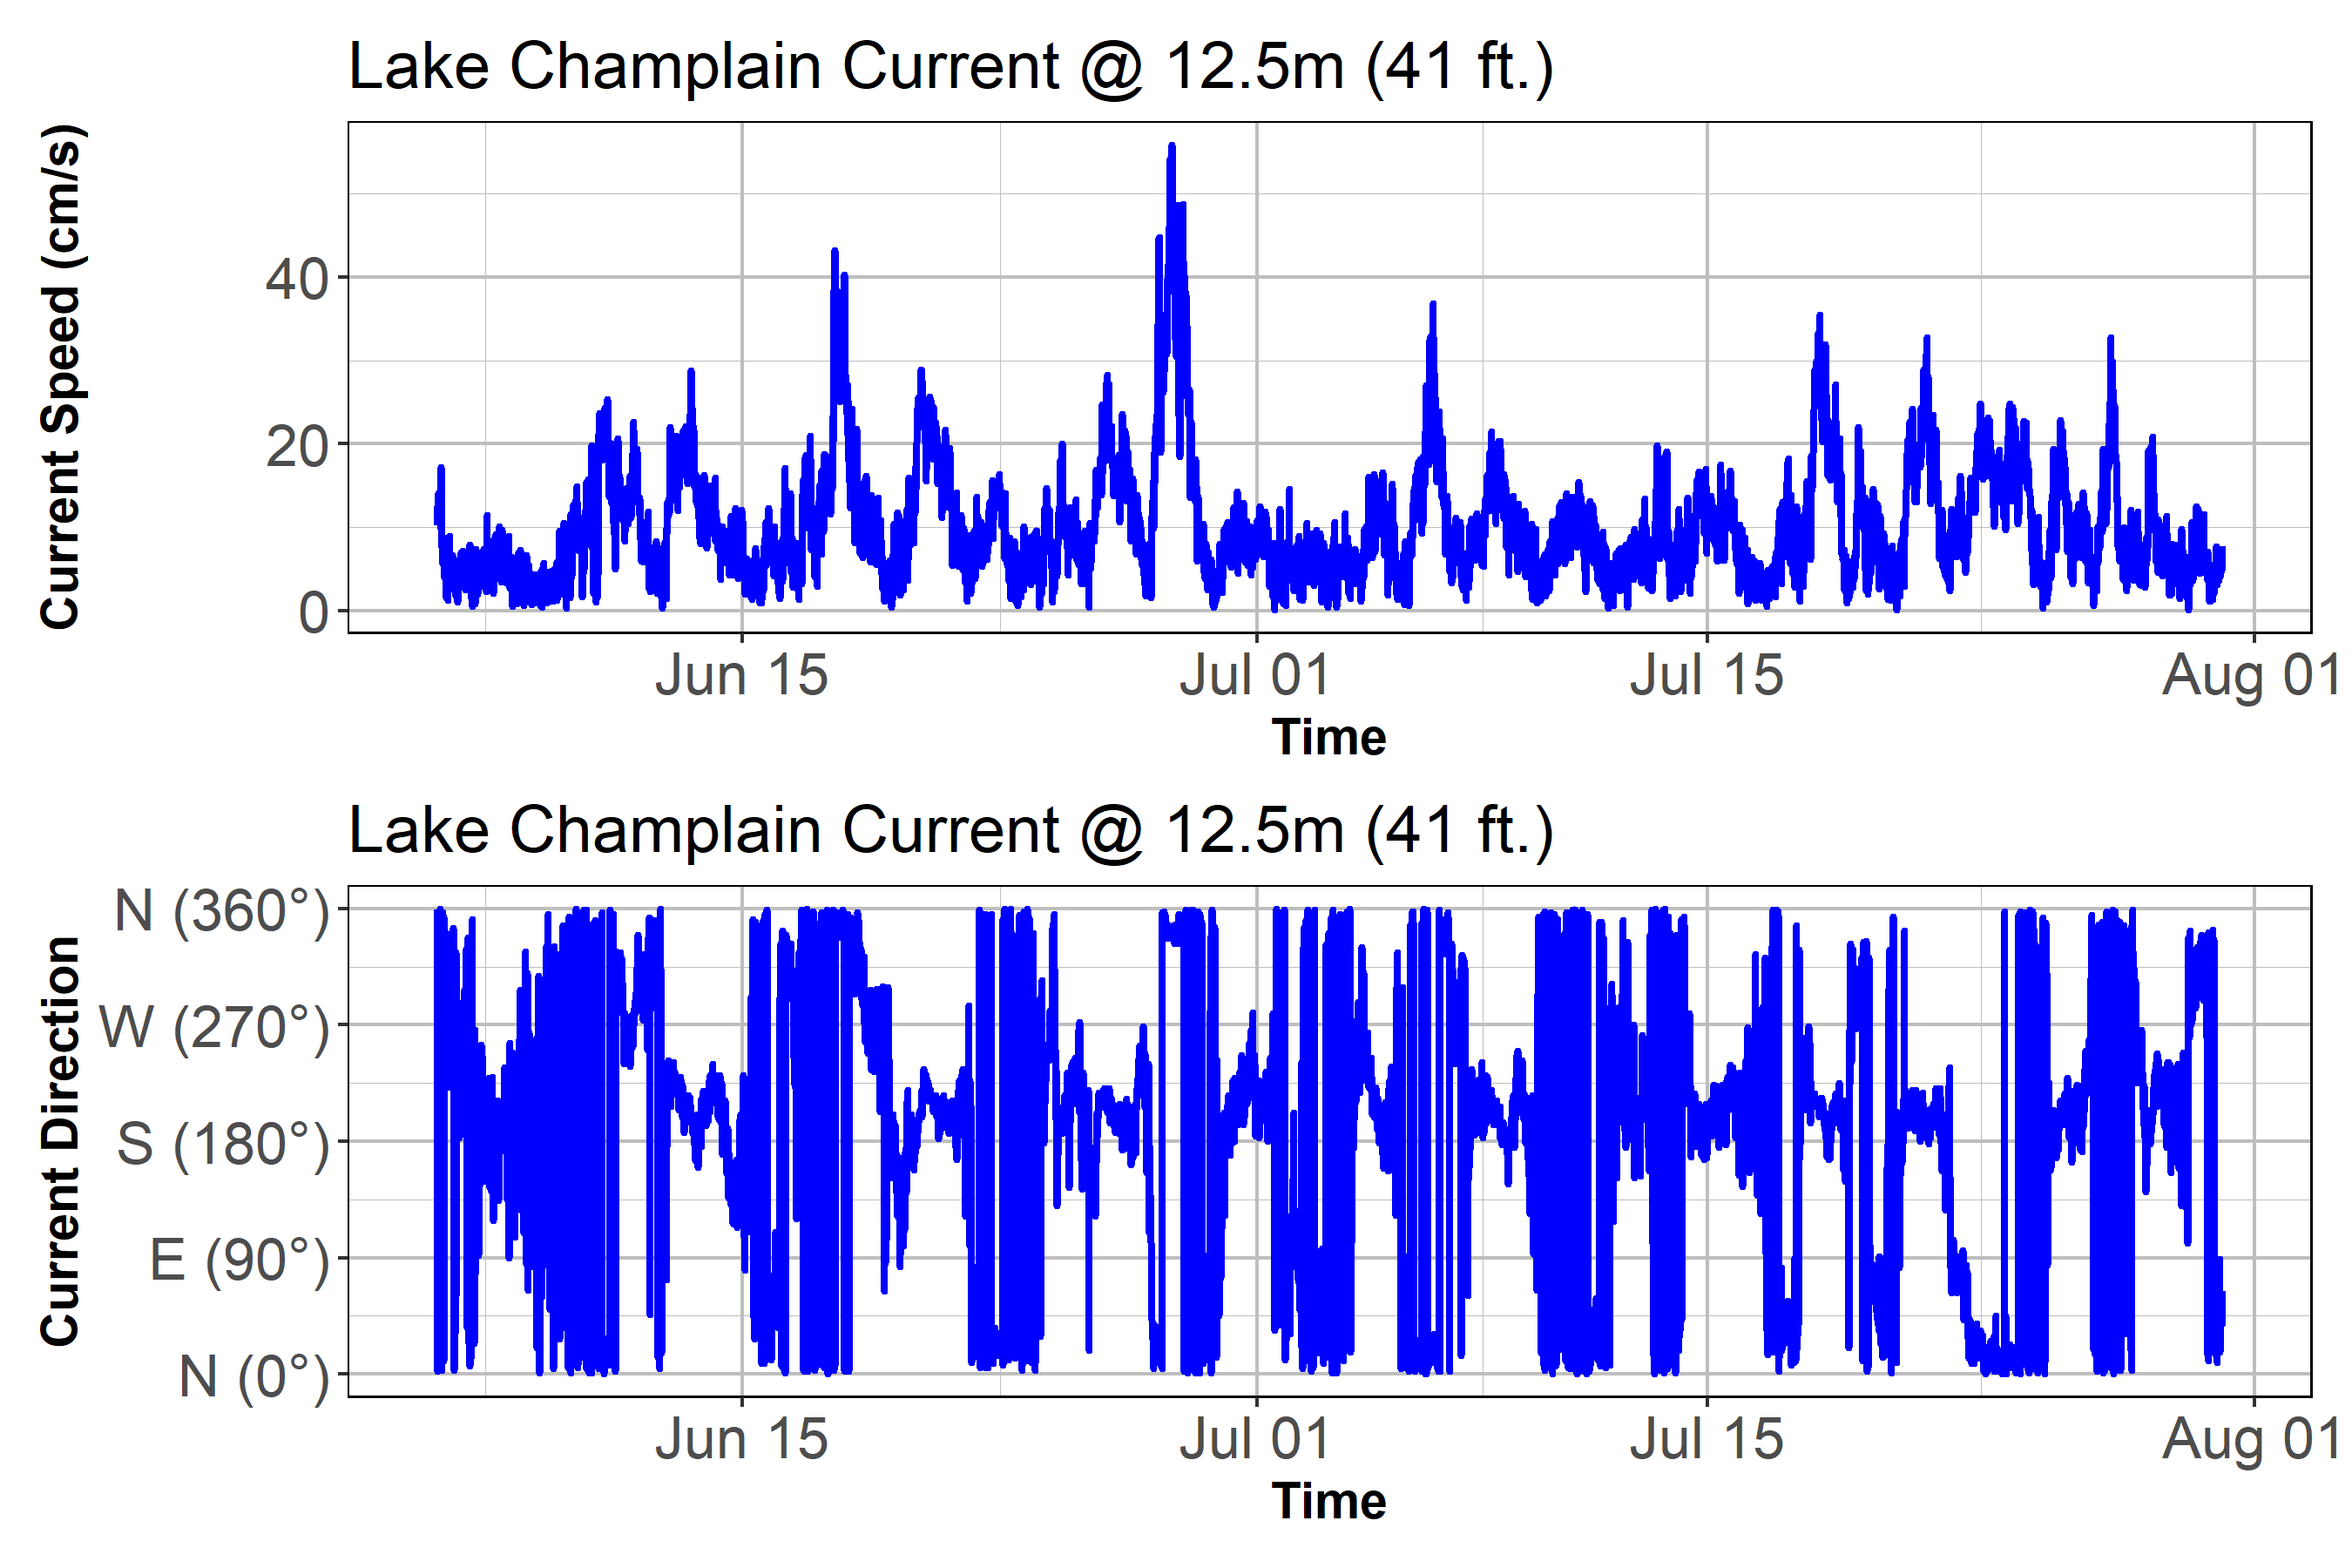 Lake Champlain Current @ 12.5m (41 ft.)
Current Speed (cm/s)
40
20
0
Jun 15 Jul 01 Jul 15 Aug 01
Time
Lake Champlain Current @ 12.5m (41 ft.)
Current Direction
N (360°)
W (270°)
S (180°)
E (90°)
N (0°)
Jun 15 Jul 01 Jul 15 Aug 01
Time